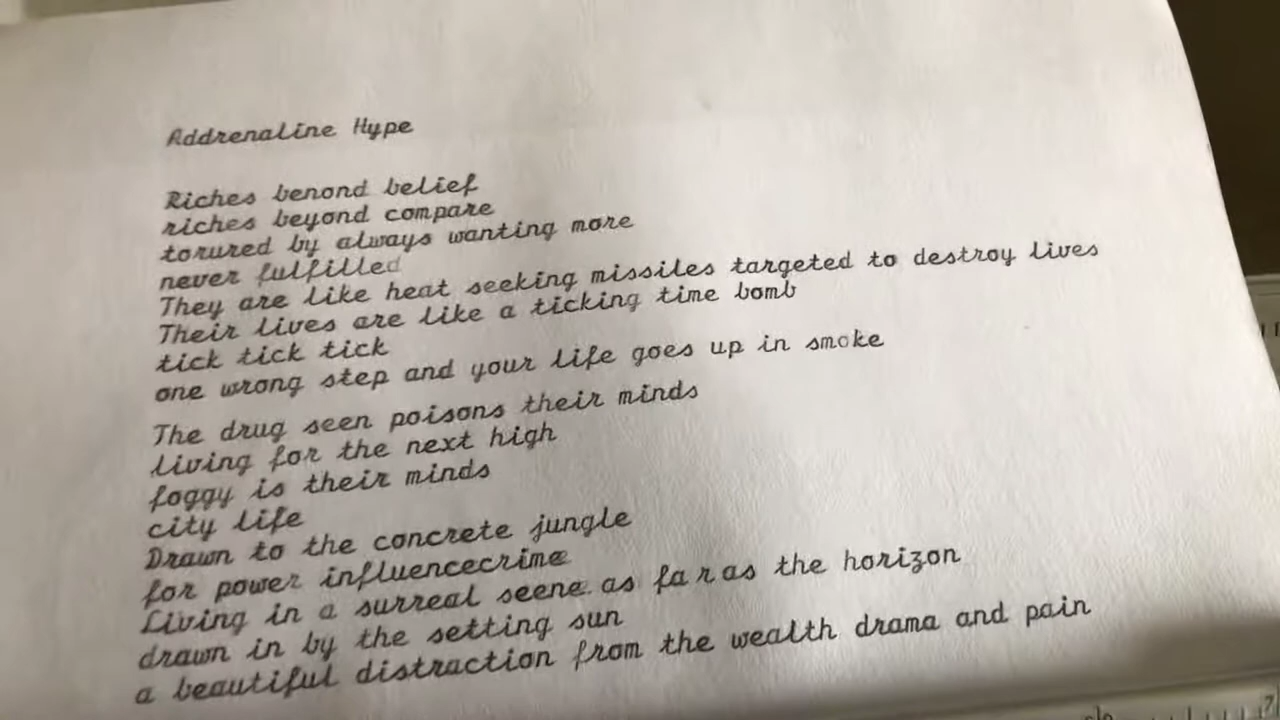 Addrenaline Hype
Riches benond belief
riches beyond compare
torured by always wanting more
never fulfilled
They are like heat seeking missiles targeted to destroy lives
Their lives are like a ticking time bomb
tick tick tick
one wrong step and your life goes up in smoke
The drug seen poisons their minds
living for the next high
foggy is their minds
city life
Drawn to the concrete jungle
for power influencecrime
Living in a surreal seene as far as the horizon
drawn in by the setting sun
a beautiful distraction from the wealth drama and pain